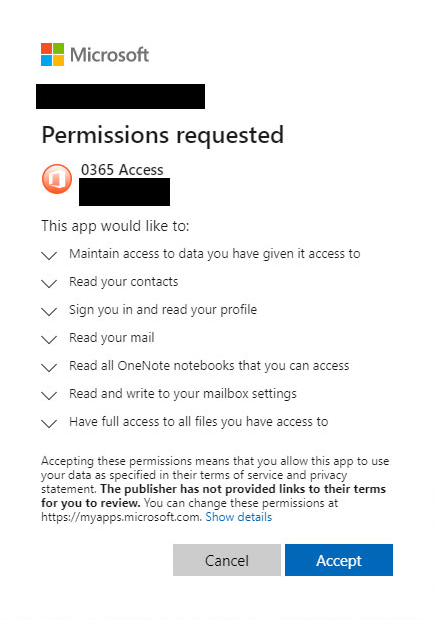 Microsoft
Permissions requested
0365 Access
This app would like to:
Maintain access to data you have given it access to
Read your contacts
Sign you in and read your profile
Read your mail
Read all OneNote notebooks that you can access
Read and write to your mailbox settings
Have full access to all files you have access to
Accepting these permissions means that you allow this app to use
your data as specified in their terms of service and privacy
statement. The publisher has not provided links to their terms
for you to review. You can change these permissions at
https://myapps.microsoft.com. Show details
Cancel
Accept